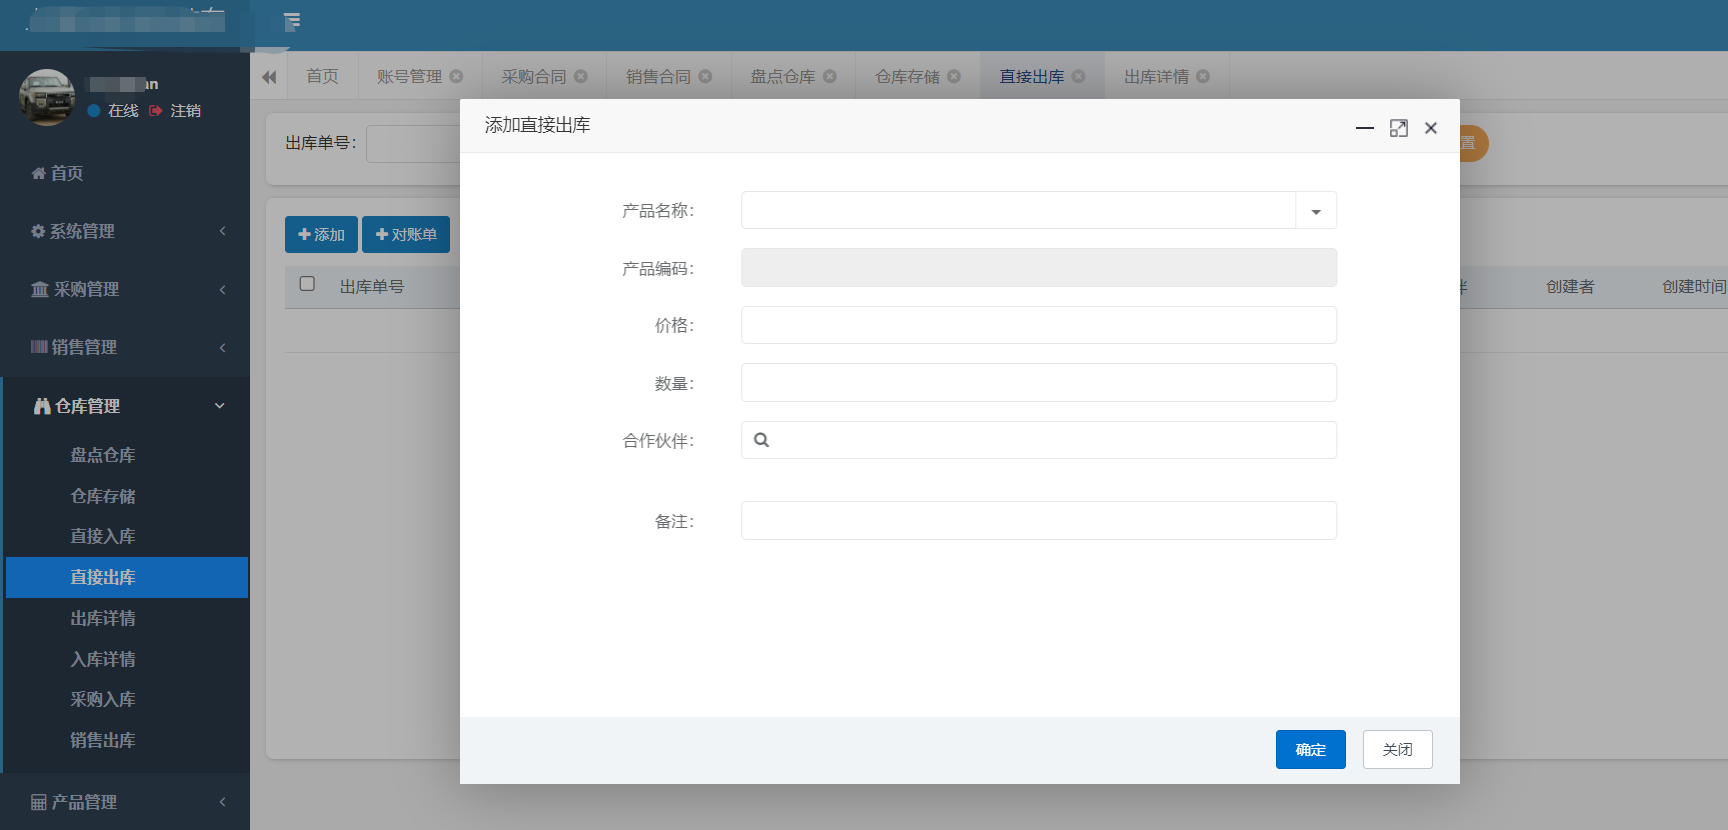 an
在线 注销
首页
系统管理
采购管理
销售管理
仓库管理
盘点仓库
仓库存储
直接入库
直接出库
出库详情
入库详情
采购入库
销售出库
产品管理
首页 账号管理 采购合同 销售合同 盘点仓库 仓库存储 直接出库 出库详情
出库单号：
置
添加 对账单
出库单号 伴 创建者 创建时间
添加直接出库
产品名称：
产品编码：
价格：
数量：
合作伙伴：
备注：
确定 关闭